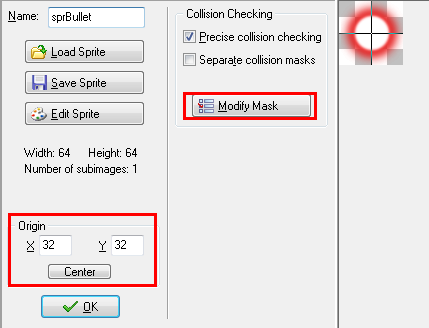 Name: sprBullet
Load Sprite
Save Sprite
Edit Sprite
Width: 64 Height: 64
Number of subimages: 1
Origin
X 32 Y 32
Center
OK
Collision Checking
Precise collision checking
Separate collision masks
Modify Mask